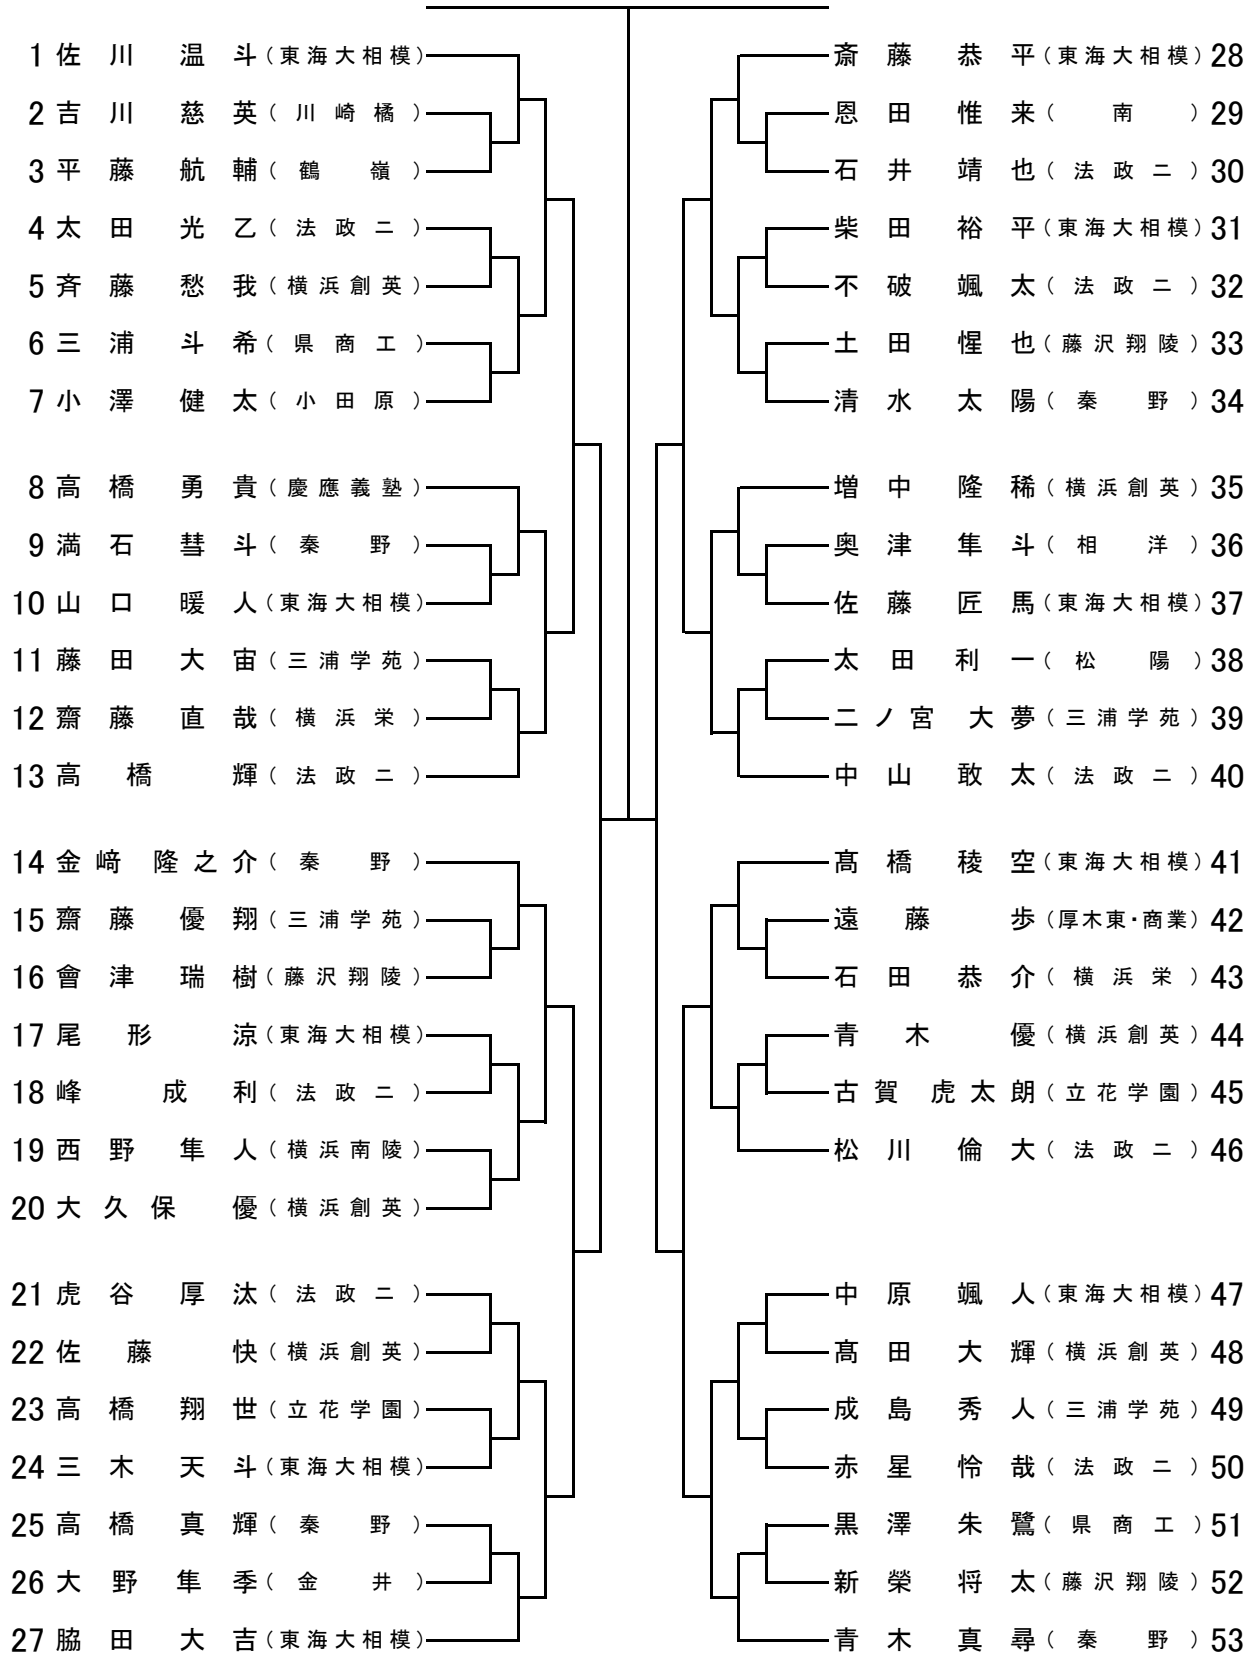 1 佐川 温斗 (東海大相模)
2 吉川 慈英 (川崎橘)
3 平藤 航輔 (鶴嶺)
4 太田 光乙 (法政二)
5 斉藤 愁我 (横浜創英)
6 三浦 斗希 (県商工)
7 小澤 健太 (小田原)
8 高橋 勇貴 (慶應義塾)
9 満石 彗斗 (秦野)
10 山口 暖人 (東海大相模)
11 藤田 大宙 (三浦学苑)
12 齋藤 直哉 (横浜栄)
13 高橋 輝 (法政二)
14 金﨑 隆之介 (秦野)
15 齋藤 優翔 (三浦学苑)
16 會津 瑞樹 (藤沢翔陵)
17 尾形 涼 (東海大相模)
18 峰 成利 (法政二)
19 西野 隼人 (横浜南陵)
20 大久保 優 (横浜創英)
21 虎谷 厚汰 (法政二)
22 佐藤 快 (横浜創英)
23 高橋 翔世 (立花学園)
24 三木 天斗 (東海大相模)
25 高橋 真輝 (秦野)
26 大野 隼季 (金井)
27 脇田 大吉 (東海大相模)
斎藤 恭平 (東海大相模) 28
恩田 惟来 (南) 29
石井 靖也 (法政二) 30
柴田 裕平 (東海大相模) 31
不破 颯太 (法政二) 32
土田 惺也 (藤沢翔陵) 33
清水 太陽 (秦野) 34
増中 隆稀 (横浜創英) 35
奥津 隼斗 (相洋) 36
佐藤 匠馬 (東海大相模) 37
太田 利一 (松陽) 38
二ノ宮 大夢 (三浦学苑) 39
中山 敢太 (法政二) 40
髙橋 稜空 (東海大相模) 41
遠藤 歩 (厚木東・商業) 42
石田 恭介 (横浜栄) 43
青木 優 (横浜創英) 44
古賀 虎太朗 (立花学園) 45
松川 倫大 (法政二) 46
中原 颯人 (東海大相模) 47
髙田 大輝 (横浜創英) 48
成島 秀人 (三浦学苑) 49
赤星 怜哉 (法政二) 50
黒澤 朱鷺 (県商工) 51
新榮 将太 (藤沢翔陵) 52
青木 真尋 (秦野) 53